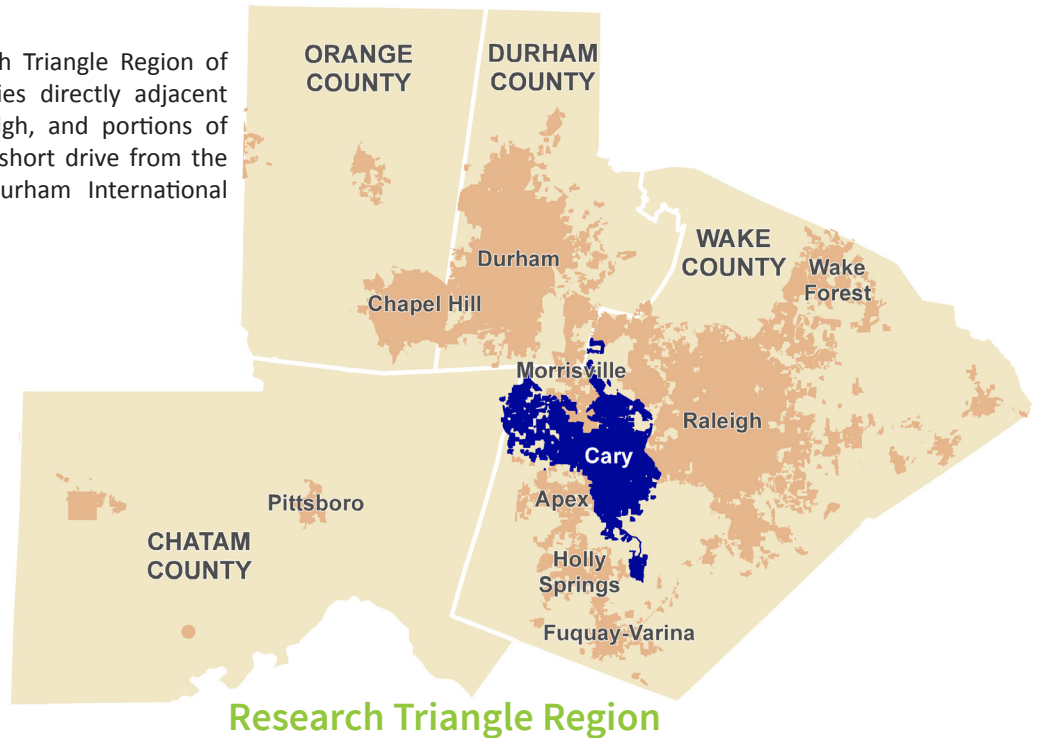 h Triangle Region of
ies directly adjacent
igh, and portions of
short drive from the
urham International
ORANGE
COUNTY
DURHAM
COUNTY
WAKE
COUNTY
Wake
Forest
Durham
Chapel Hill
Morrisville
Raleigh
Cary
Apex
Pittsboro
CHATAM
COUNTY
Holly
Springs
Fuquay-Varina
Research Triangle Region